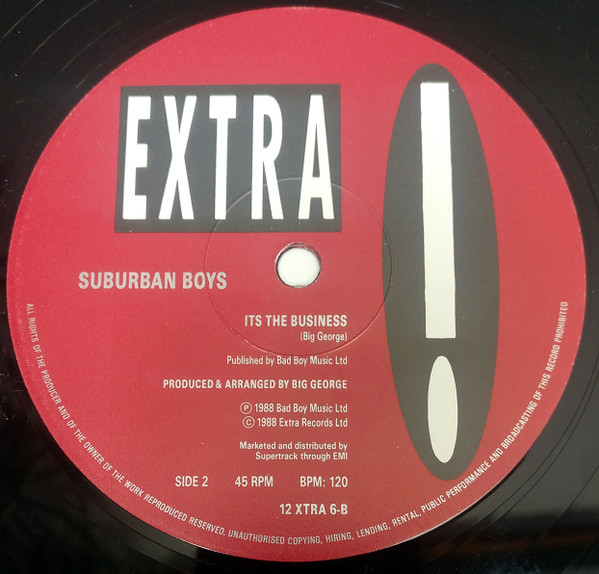 EXTRA!
SUBURBAN BOYS
ITS THE BUSINESS
(Big George)
Published by Bad Boy Music Ltd
PRODUCED & ARRANGED BY BIG GEORGE
Ⓟ 1988 Bad Boy Music Ltd
© 1988 Extra Records Ltd
Marketed and distributed by
Supertrack through EMI
SIDE 2 45 RPM BPM: 120
12 XTRA 6-B
ALL RIGHTS OF THE PRODUCER AND OF THE OWNER OF THE WORK REPRODUCED RESERVED. UNAUTHORISED COPYING, HIRING, LENDING, RENTAL, PUBLIC PERFORMANCE AND BROADCASTING OF THIS RECORD PROHIBITED